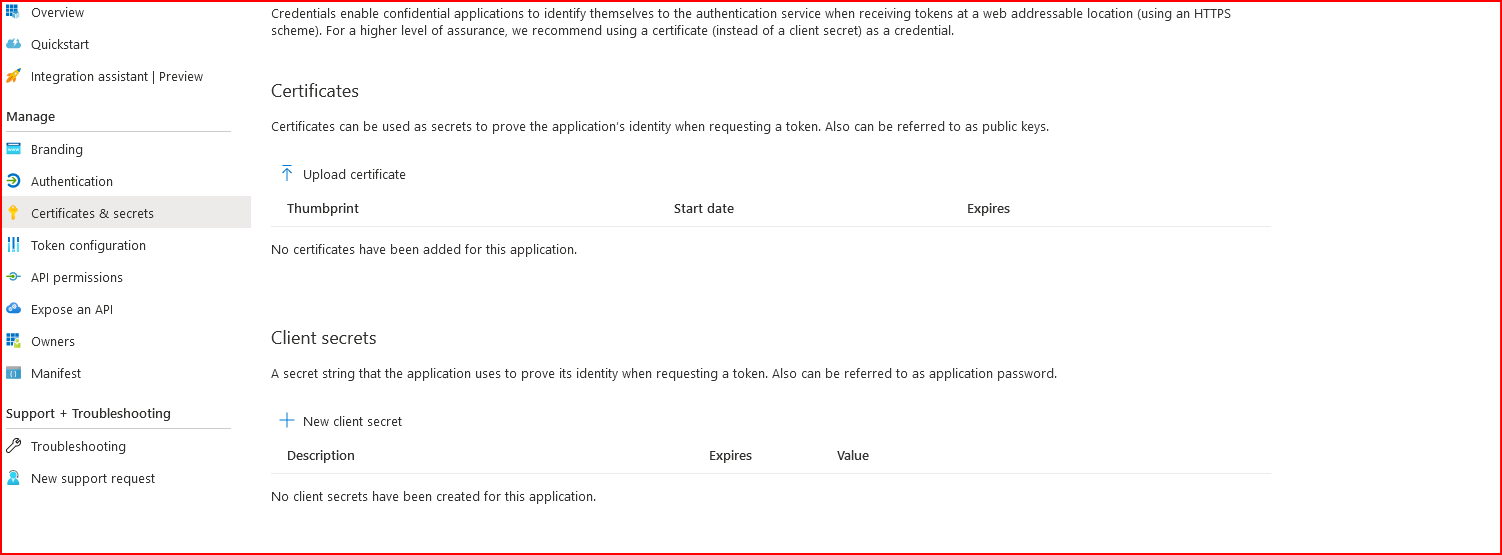 Overview
Quickstart
Integration assistant | Preview
Manage
Branding
Authentication
Certificates & secrets
Token configuration
API permissions
Expose an API
Owners
Manifest
Support + Troubleshooting
Troubleshooting
New support request
Credentials enable confidential applications to identify themselves to the authentication service when receiving tokens at a web addressable location (using an HTTPS
scheme). For a higher level of assurance, we recommend using a certificate (instead of a client secret) as a credential.
Certificates
Certificates can be used as secrets to prove the application's identity when requesting a token. Also can be referred to as public keys.
Upload certificate
Thumbprint Start date Expires
No certificates have been added for this application.
Client secrets
A secret string that the application uses to prove its identity when requesting a token. Also can be referred to as application password.
New client secret
Description Expires Value
No client secrets have been created for this application.